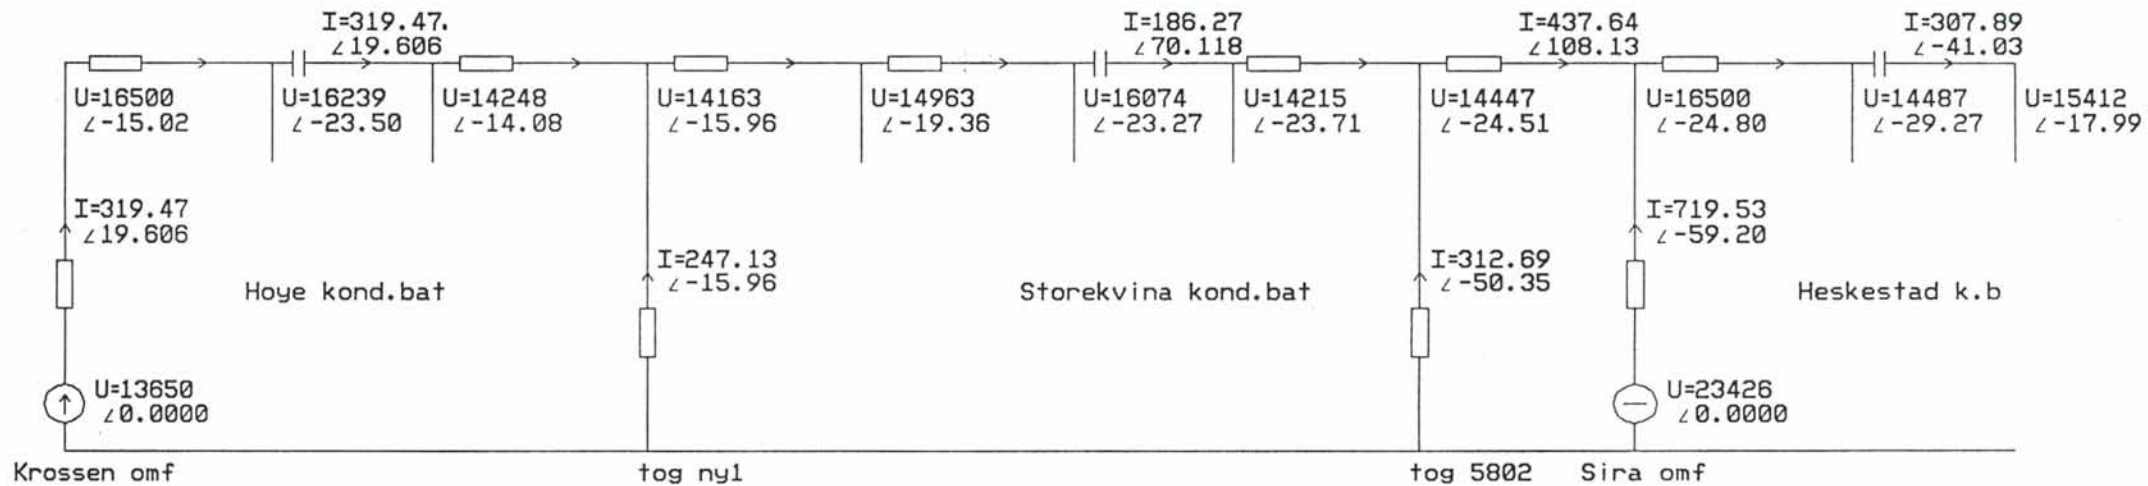 I=319.47.
∠19.606
I=186.27
∠70.118
I=437.64
∠108.13
I=307.89
∠-41.03
U=16500
∠-15.02
U=16239
∠-23.50
U=14248
∠-14.08
U=14163
∠-15.96
U=14963
∠-19.36
U=16074
∠-23.27
U=14215
∠-23.71
U=14447
∠-24.51
U=16500
∠-24.80
U=14487
∠-29.27
U=15412
∠-17.99
I=319.47
∠19.606
I=247.13
∠-15.96
I=312.69
∠-50.35
I=719.53
∠-59.20
Hoye kond.bat
Storekvina kond.bat
Heskestad k.b
U=13650
∠0.0000
U=23426
∠0.0000
Krossen omf
tog ny1
tog 5802
Sira omf